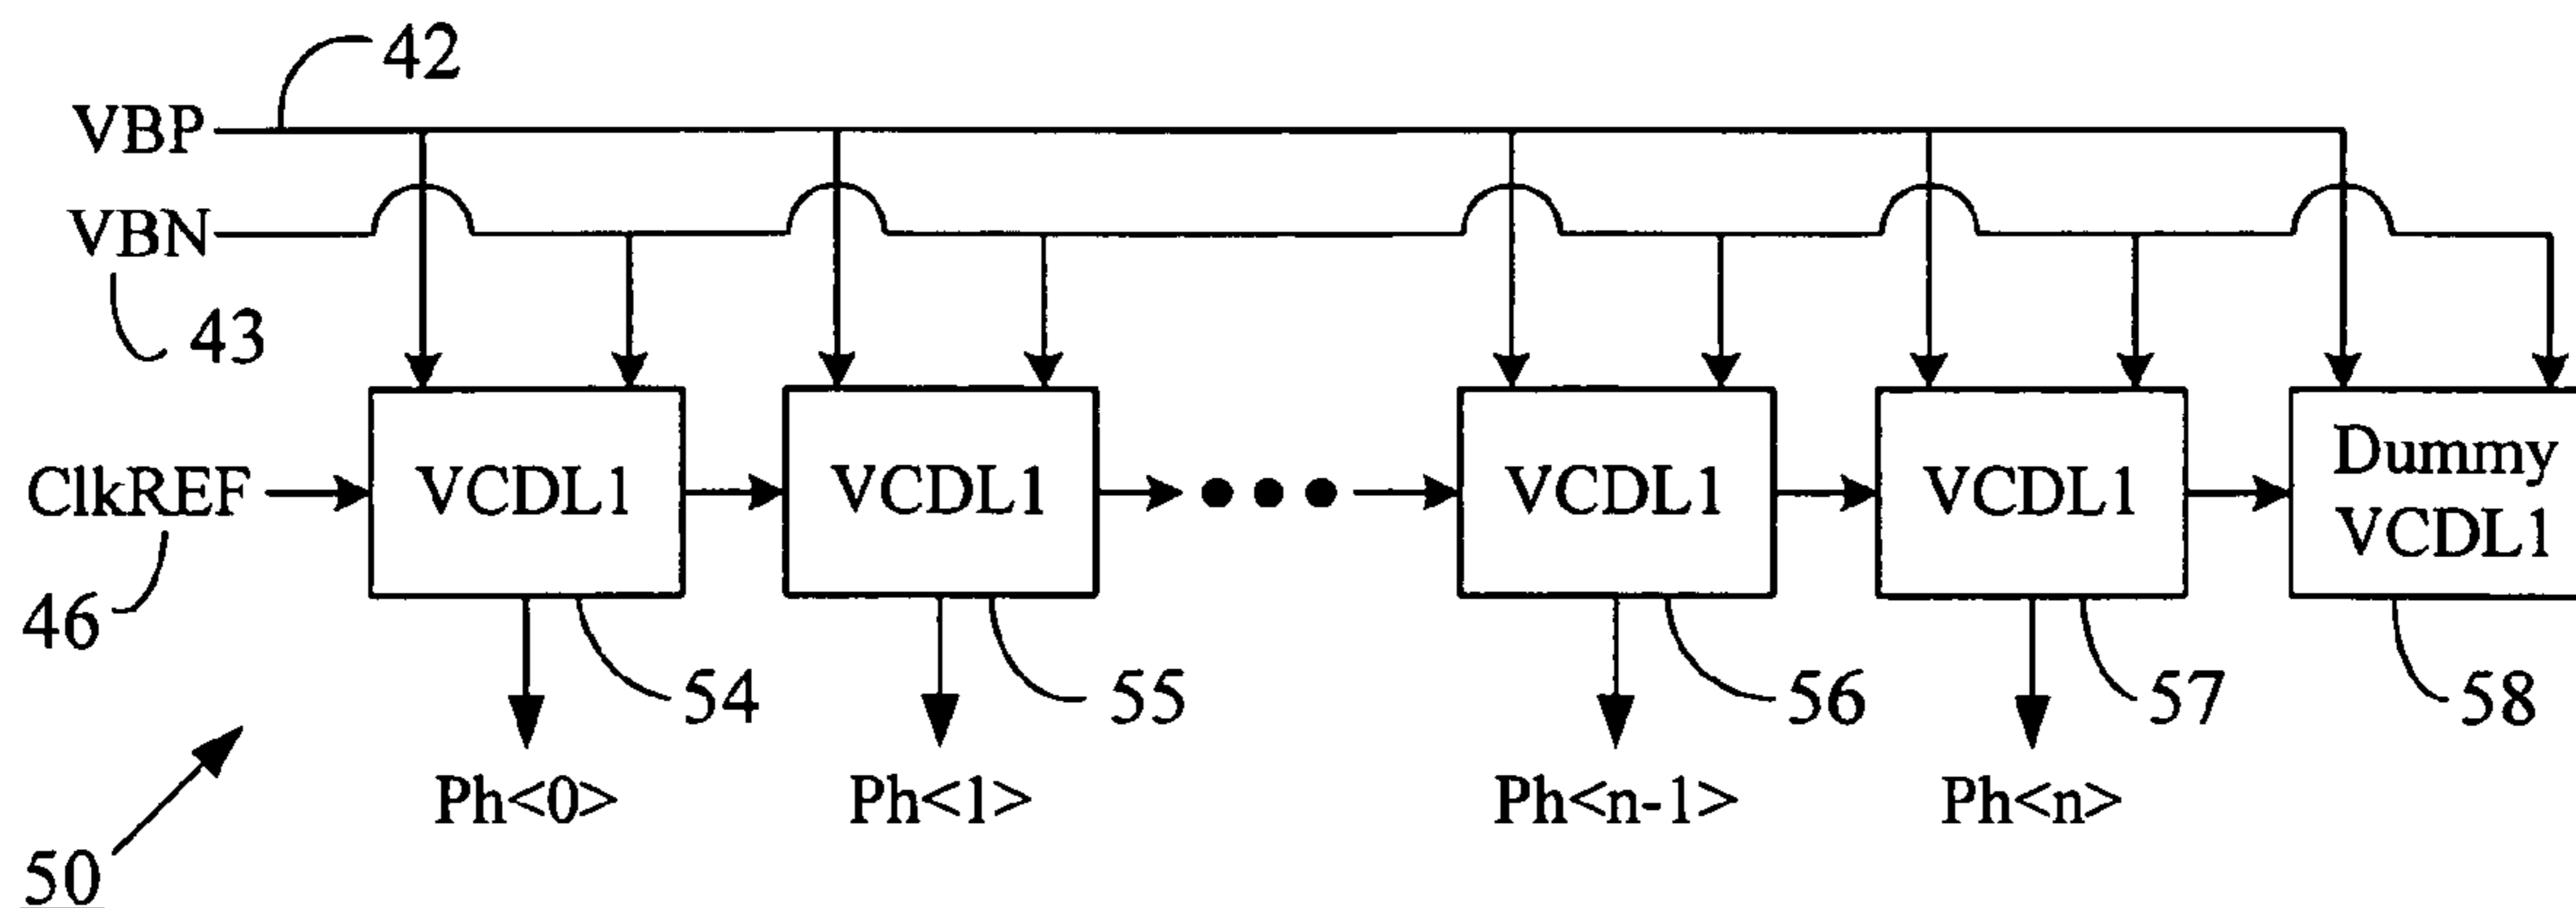 42
VBP
VBN
43
ClkREF
46
VCDL1
VCDL1
VCDL1
VCDL1
Dummy
VCDL1
54
55
56
57
58
Ph<0>
Ph<1>
Ph<n-1>
Ph<n>
50